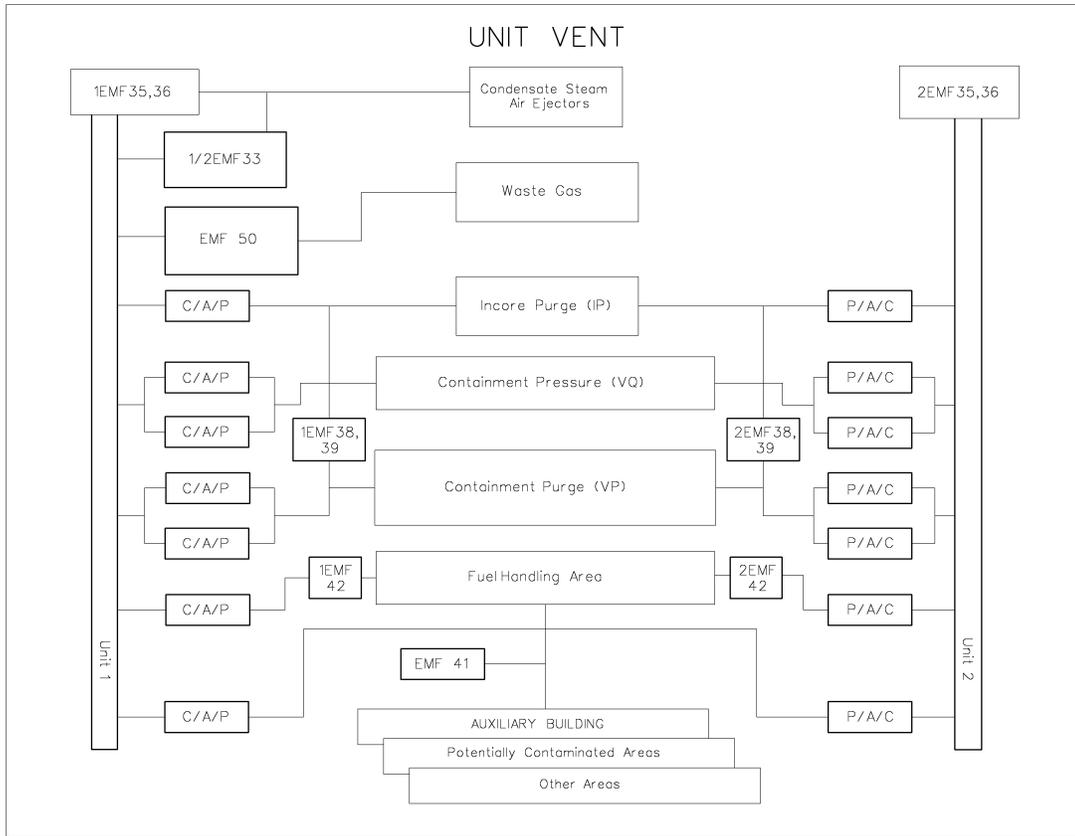 UNIT VENT
1EMF35,36
Condensate Steam
Air Ejectors
2EMF35,36
1/2EMF33
Waste Gas
EMF 50
C/A/P
Incore Purge (IP)
P/A/C
C/A/P
Containment Pressure (VQ)
P/A/C
C/A/P
1EMF38,
39
2EMF38,
39
P/A/C
C/A/P
Containment Purge (VP)
P/A/C
C/A/P
P/A/C
1EMF
42
Fuel Handling Area
2EMF
42
C/A/P
P/A/C
Unit 1
EMF 41
Unit 2
C/A/P
AUXILIARY BUILDING
P/A/C
Potentially Contaminated Areas
Other Areas